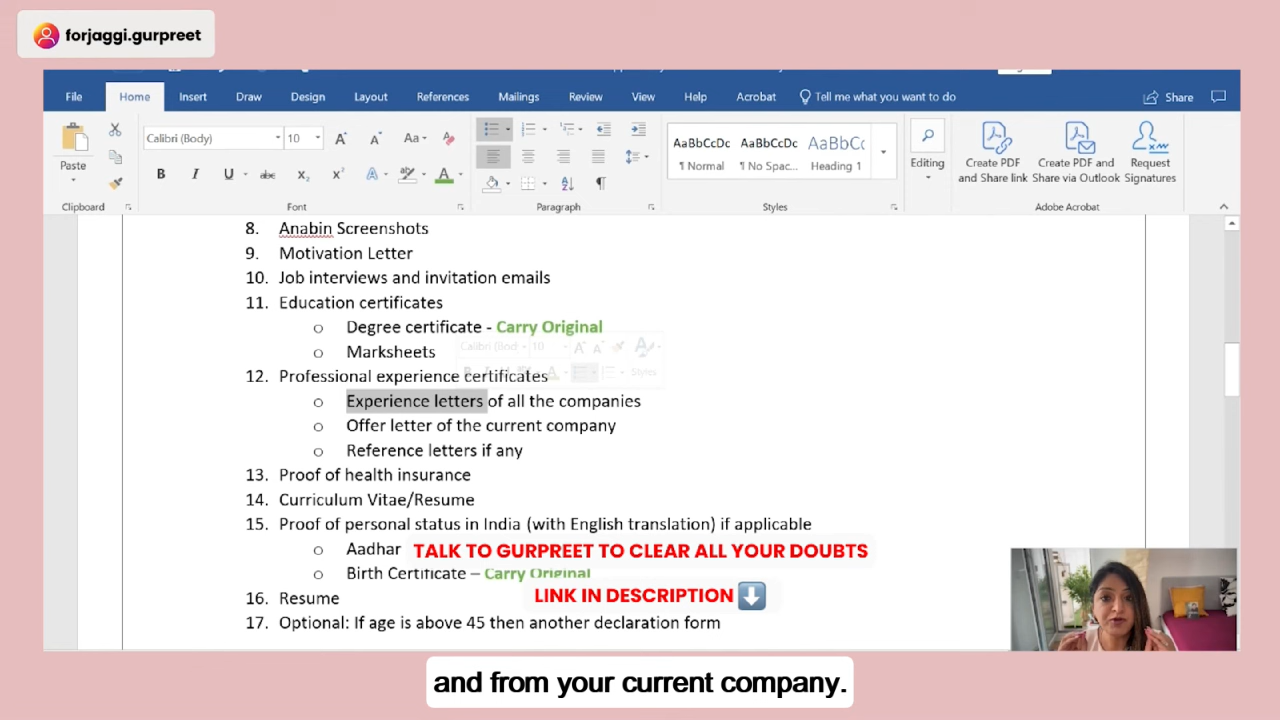 forjaggi.gurpreet
File Home Insert Draw Design Layout References Mailings Review View Help Acrobat Tell me what you want to do Share
Calibri (Body) 10 Aa
AaBbCcDc AaBbCcDc AaBbCc
¶ Normal ¶ No Spac... Heading 1
Paste
Editing
Create PDF and Share link
Create PDF and Share via Outlook
Request Signatures
Clipboard Font Paragraph Styles Adobe Acrobat
8. Anabin Screenshots
9. Motivation Letter
10. Job interviews and invitation emails
11. Education certificates
o Degree certificate - Carry Original
o Marksheets
Calibri (Bod 10
Styles
12. Professional experience certificates
o Experience letters of all the companies
o Offer letter of the current company
o Reference letters if any
13. Proof of health insurance
14. Curriculum Vitae/Resume
15. Proof of personal status in India (with English translation) if applicable
o Aadhar
TALK TO GURPREET TO CLEAR ALL YOUR DOUBTS
o Birth Certificate – Carry Original
LINK IN DESCRIPTION
16. Resume
17. Optional: If age is above 45 then another declaration form
and from your current company.